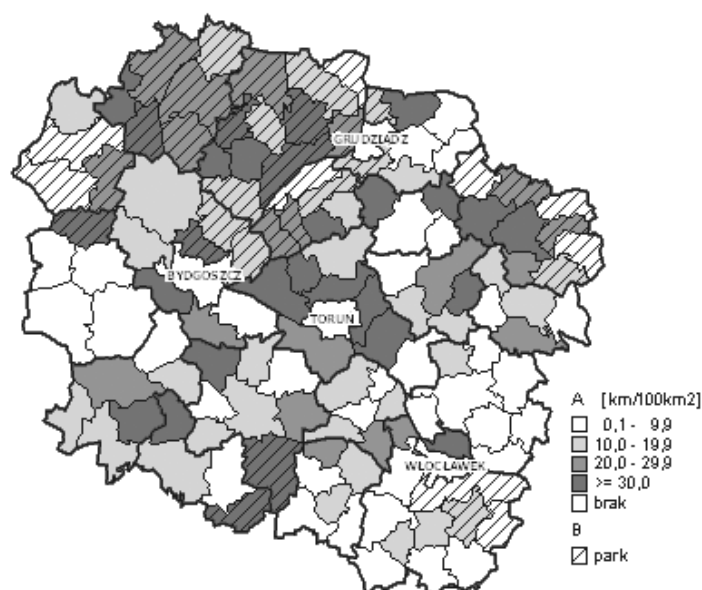 GRUDZIĄDZ
BYDGOSZCZ
TORUŃ
WŁOCŁAWEK
A [km/100km2]
0,1 - 9,9
10,0 - 19,9
20,0 - 29,9
>= 30,0
brak
B
park